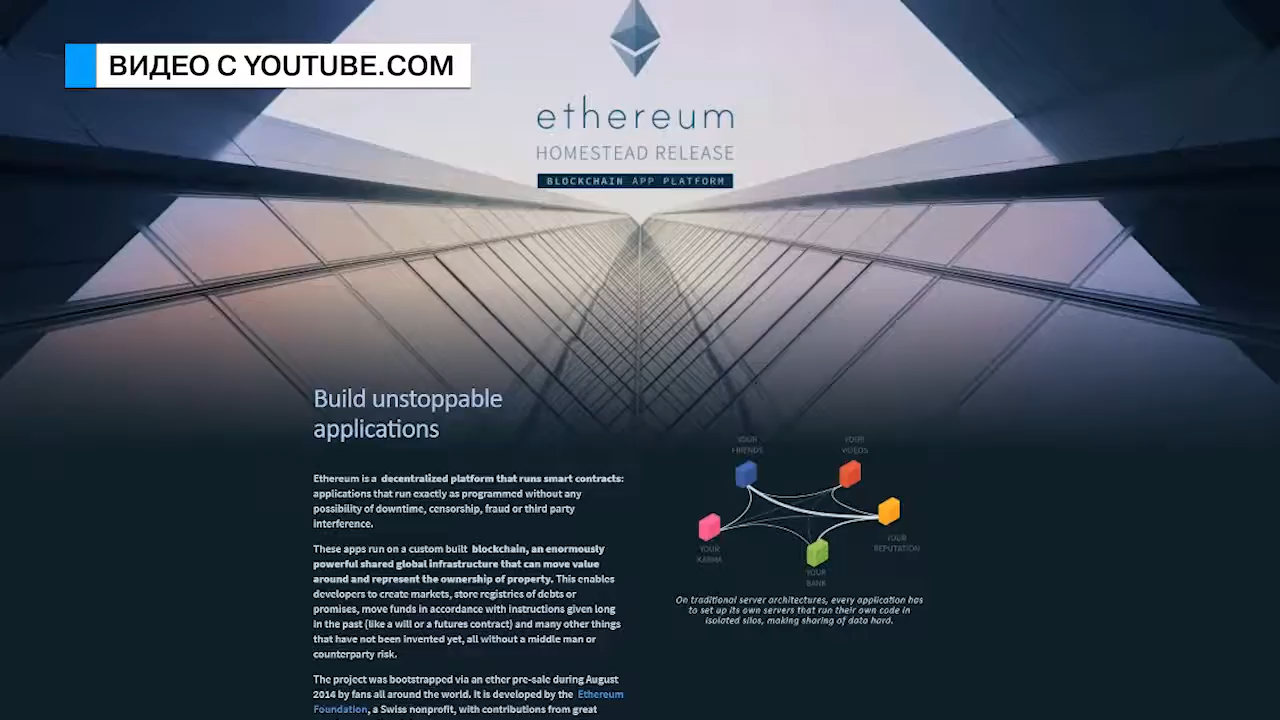 ВИДЕО С YOUTUBE.COM
ethereum
HOMESTEAD RELEASE
BLOCKCHAIN APP PLATFORM
Build unstoppable
applications
Ethereum is a decentralized platform that runs smart contracts:
applications that run exactly as programmed without any
possibility of downtime, censorship, fraud or third party
interference.
These apps run on a custom built blockchain, an enormously
powerful shared global infrastructure that can move value
around and represent the ownership of property. This enables
developers to create markets, store registries of debts or
promises, move funds in accordance with instructions given long
in the past (like a will or a futures contract) and many other things
that have not been invented yet, all without a middle man or
counterparty risk.
The project was bootstrapped via an ether pre-sale during August
2014 by fans all around the world. It is developed by the Ethereum
Foundation, a Swiss nonprofit, with contributions from great
YOUR
FRIENDS
YOUR
VIDEOS
YOUR
KARMA
YOUR
REPUTATION
YOUR
BANK
On traditional server architectures, every application has
to set up its own servers that run their own code in
isolated silos, making sharing of data hard.